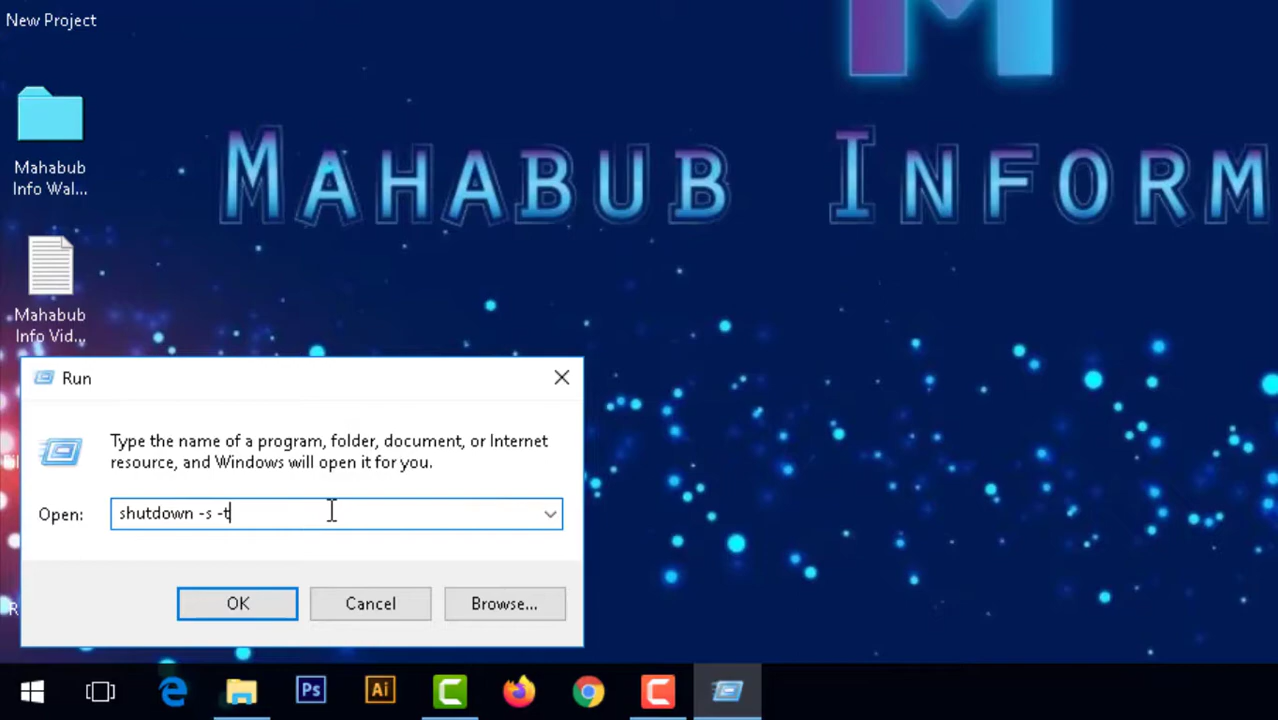 New Project
MAHABUB INFORM
Mahabub
Info Wal...
Mahabub
Info Vid...
Run
Type the name of a program, folder, document, or Internet
resource, and Windows will open it for you.
Open:
shutdown -s -t
OK
Cancel
Browse...
Ps
Ai